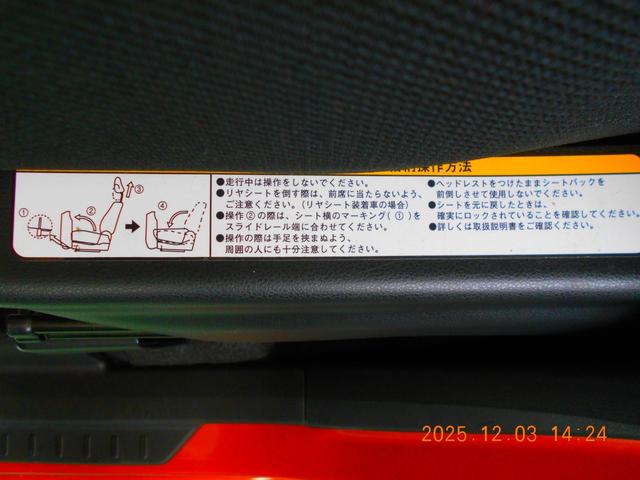 操作方法
①
②
③
④
●走行中は操作をしないでください。
●リヤシートを倒す際は、前席に当たらないよう、
ご注意ください。(リヤシート装着車の場合)
●操作②の際は、シート横のマーキング(①)を
スライドレール端に合わせてください。
●操作の際は手足を挟まぬよう、
周囲の人にも十分注意してください。
●ヘッドレストをつけたままシートバックを
前倒しさせて使用しないでください。
●シートを元に戻したときは、
確実にロックされていることを確認してください。
●詳しくは取扱説明書をご確認ください。
2025.12.03 14:24